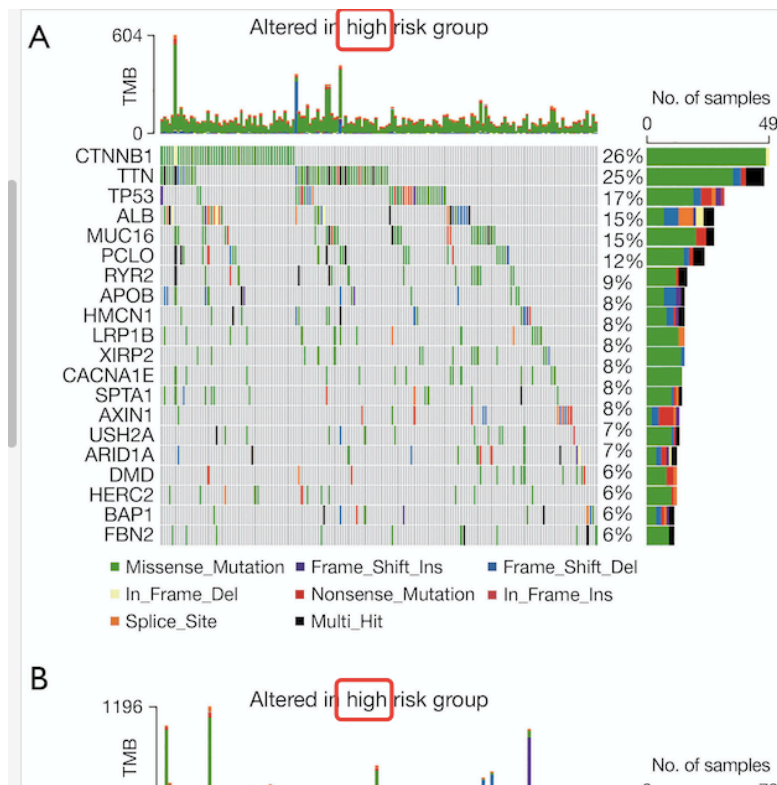 A
Altered in high risk group
604
TMB
0
No. of samples
0 49
CTNNB1 26%
TTN 25%
TP53 17%
ALB 15%
MUC16 15%
PCLO 12%
RYR2 9%
APOB 8%
HMCN1 8%
LRP1B 8%
XIRP2 8%
CACNA1E 8%
SPTA1 8%
AXIN1 8%
USH2A 7%
ARID1A 7%
DMD 6%
HERC2 6%
BAP1 6%
FBN2 6%
Missense_Mutation Frame_Shift_Ins Frame_Shift_Del
In_Frame_Del Nonsense_Mutation In_Frame_Ins
Splice_Site Multi_Hit
B
Altered in high risk group
1196
TMB
No. of samples